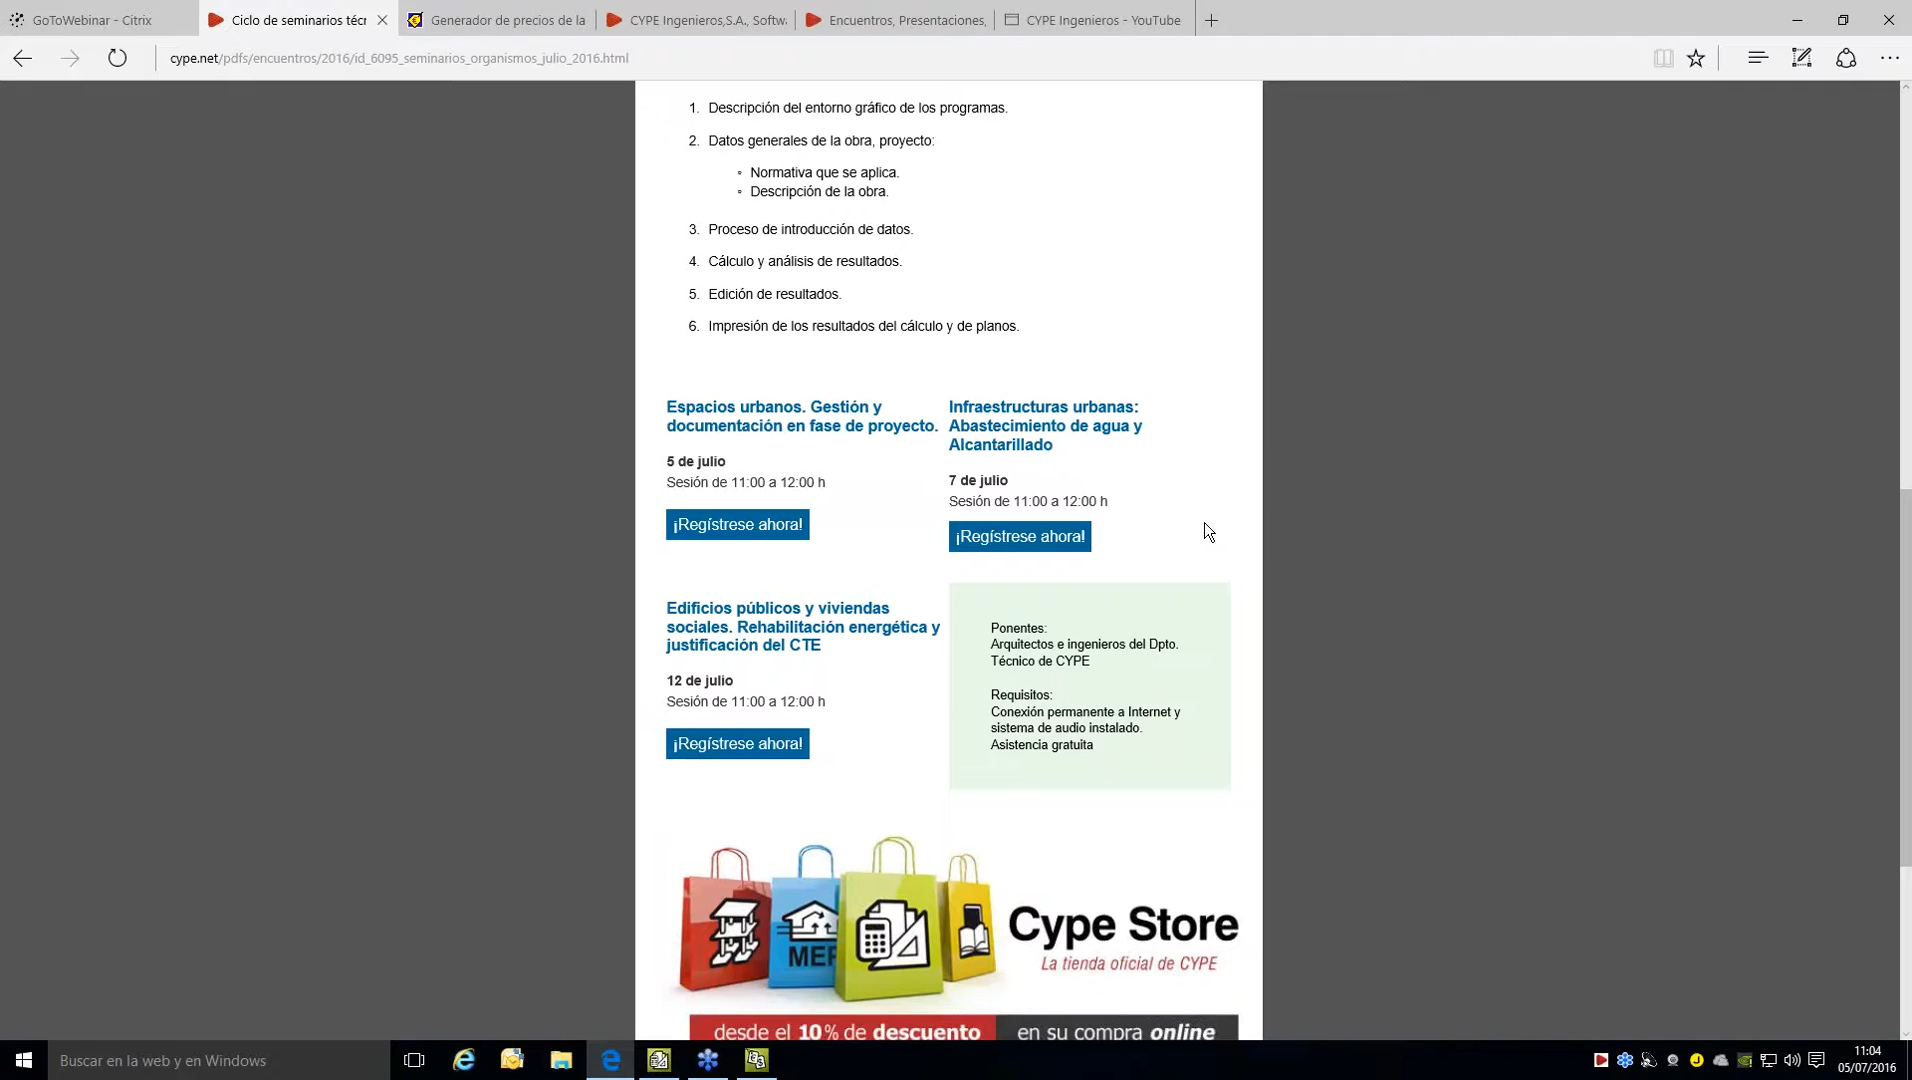 GoToWebinar - Citrix
Ciclo de seminarios técn
Generador de precios de la
CYPE Ingenieros,S.A., Softwa
Encuentros, Presentaciones,
CYPE Ingenieros - YouTube
cype.net/pdfs/encuentros/2016/id_6095_seminarios_organismos_julio_2016.html
1. Descripción del entorno gráfico de los programas.
2. Datos generales de la obra, proyecto:
◦ Normativa que se aplica.
◦ Descripción de la obra.
3. Proceso de introducción de datos.
4. Cálculo y análisis de resultados.
5. Edición de resultados.
6. Impresión de los resultados del cálculo y de planos.
Espacios urbanos. Gestión y
documentación en fase de proyecto.
5 de julio
Sesión de 11:00 a 12:00 h
¡Regístrese ahora!
Infraestructuras urbanas:
Abastecimiento de agua y
Alcantarillado
7 de julio
Sesión de 11:00 a 12:00 h
¡Regístrese ahora!
Edificios públicos y viviendas
sociales. Rehabilitación energética y
justificación del CTE
12 de julio
Sesión de 11:00 a 12:00 h
¡Regístrese ahora!
Ponentes:
Arquitectos e ingenieros del Dpto.
Técnico de CYPE
Requisitos:
Conexión permanente a Internet y
sistema de audio instalado.
Asistencia gratuita
MEP
Cype Store
La tienda oficial de CYPE
desde el 10% de descuento
en su compra online
Buscar en la web y en Windows
11:04
05/07/2016